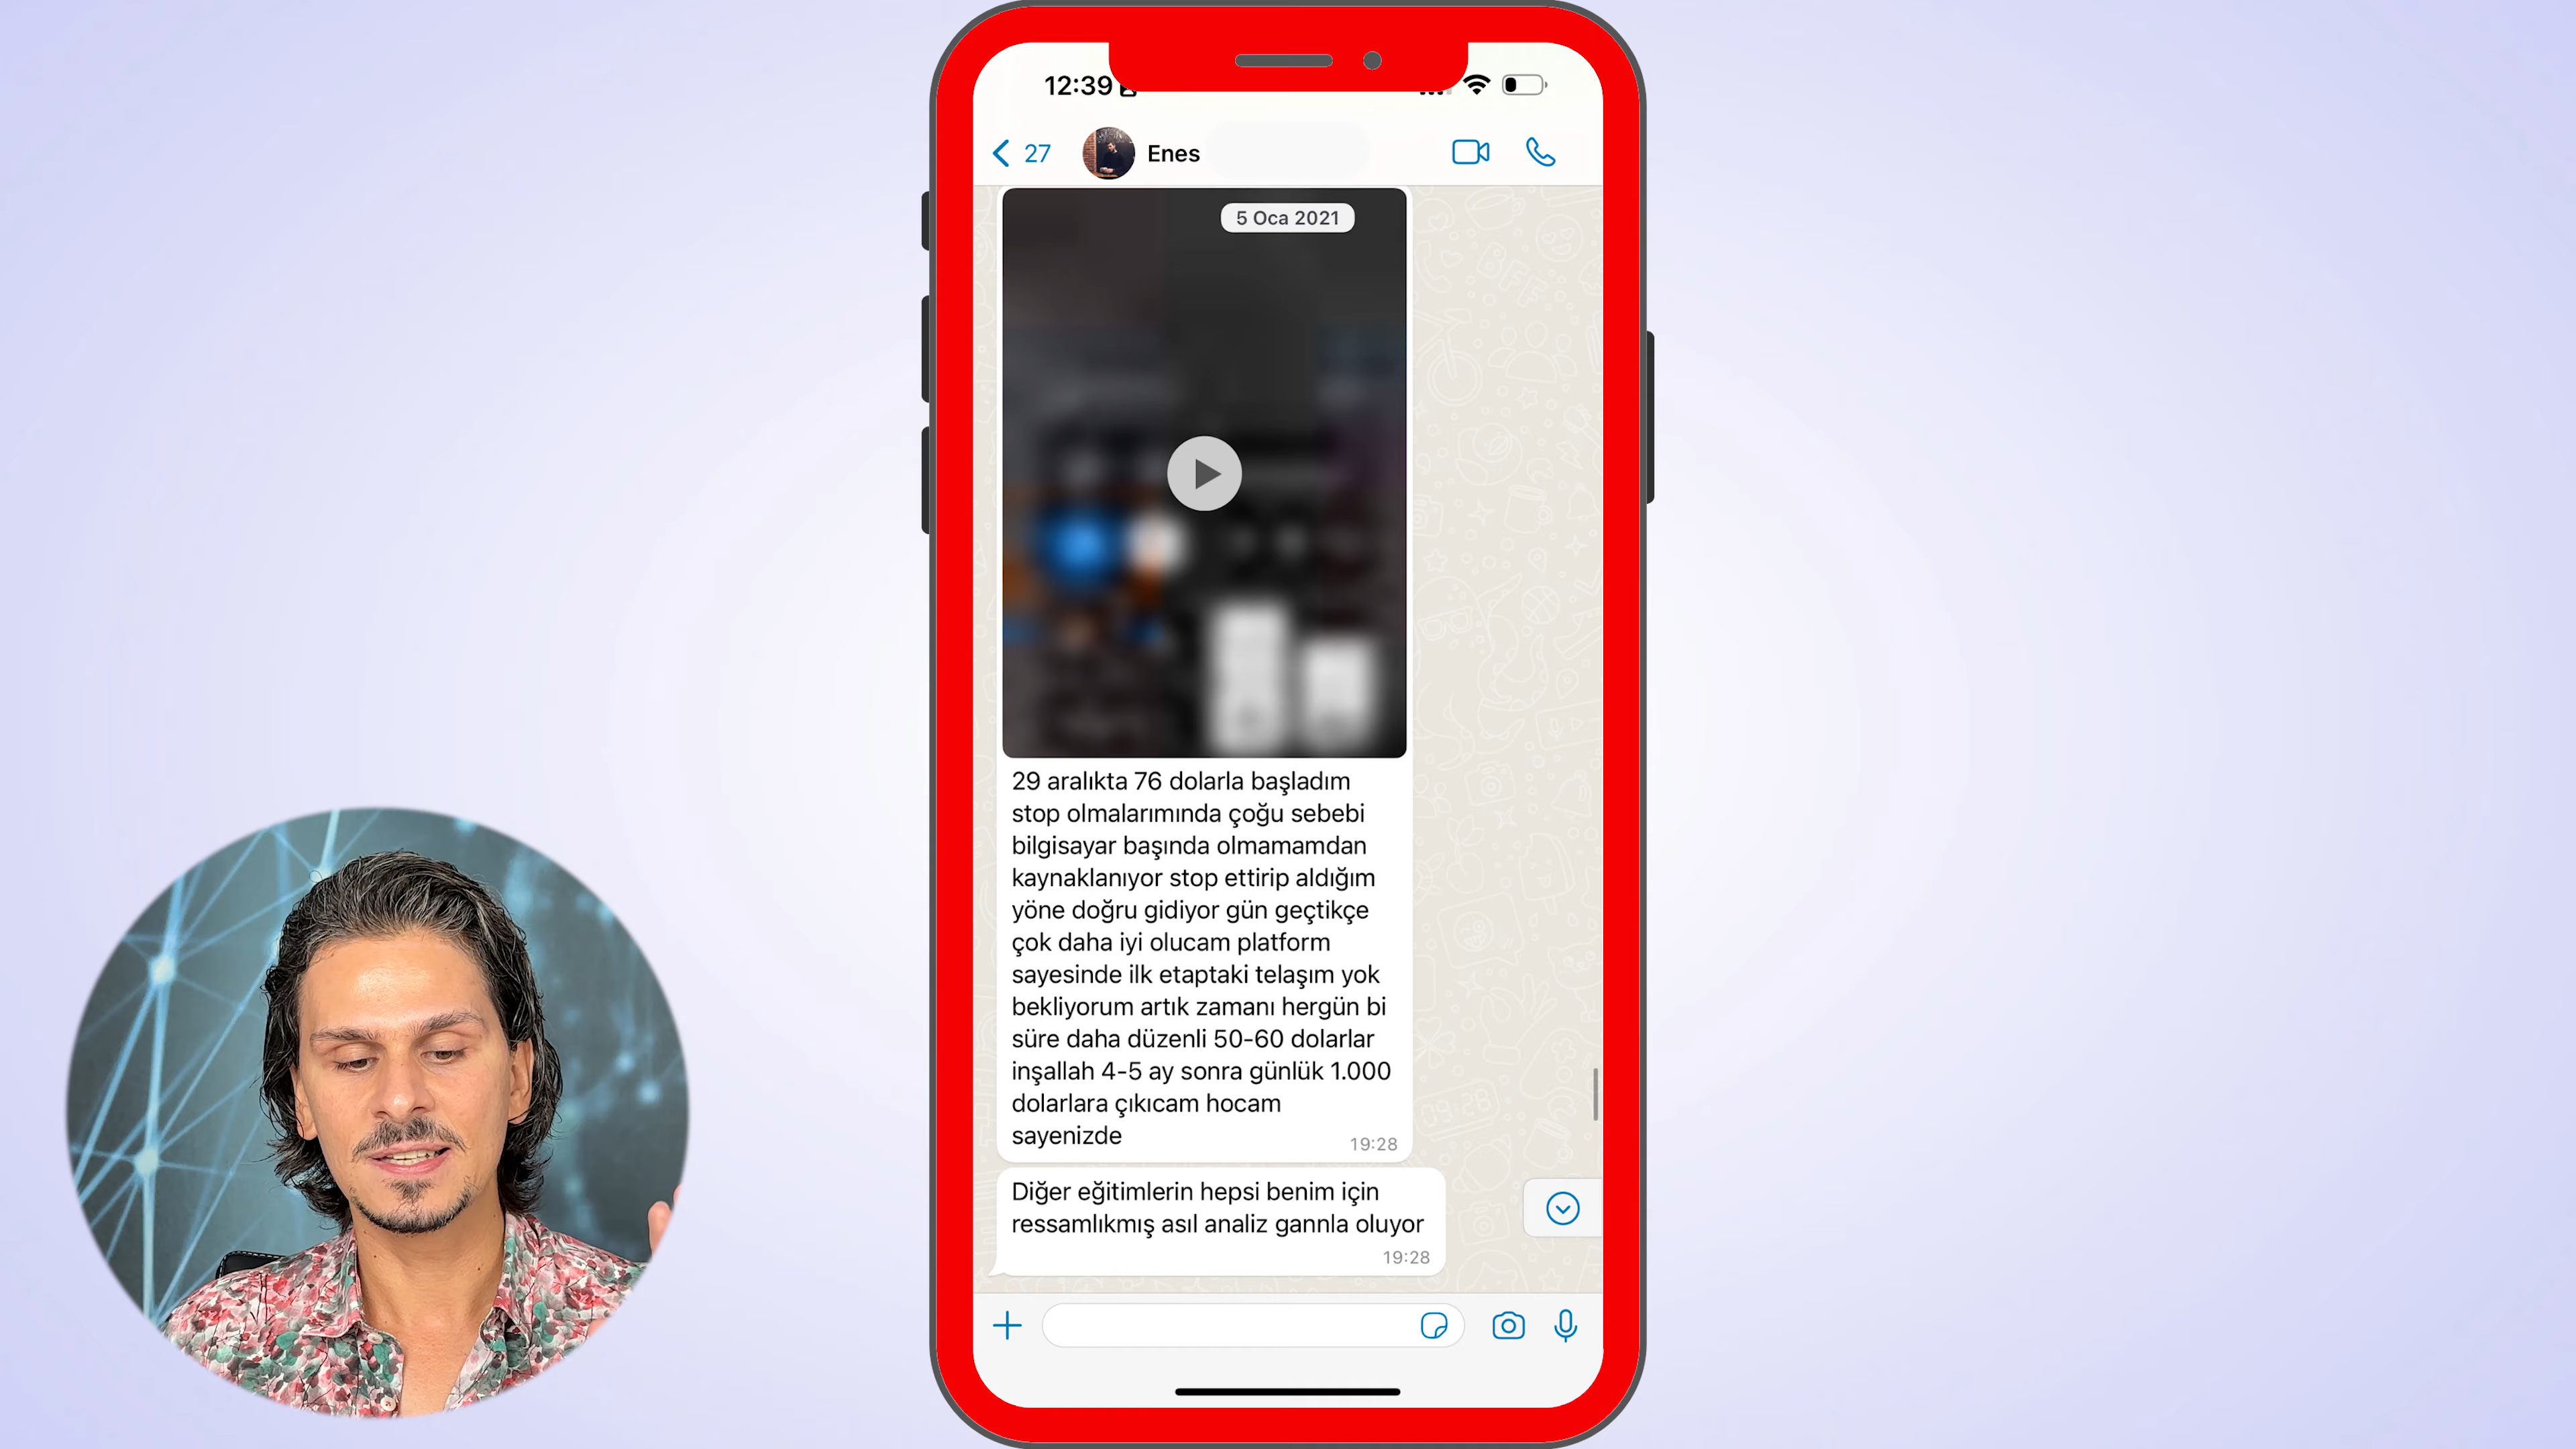 12:39
27
Enes
5 Oca 2021
29 aralıkta 76 dolarla başladım
stop olmalarımında çoğu sebebi
bilgisayar başında olmamamdan
kaynaklanıyor stop ettirip aldığım
yöne doğru gidiyor gün geçtikçe
çok daha iyi olucam platform
sayesinde ilk etaptaki telaşım yok
bekliyorum artık zamanı hergün bi
süre daha düzenli 50-60 dolarlar
inşallah 4-5 ay sonra günlük 1.000
dolarlara çıkıcam hocam
sayenizde
19:28
Diğer eğitimlerin hepsi benim için
ressamlıkmış asıl analiz gannla oluyor
19:28